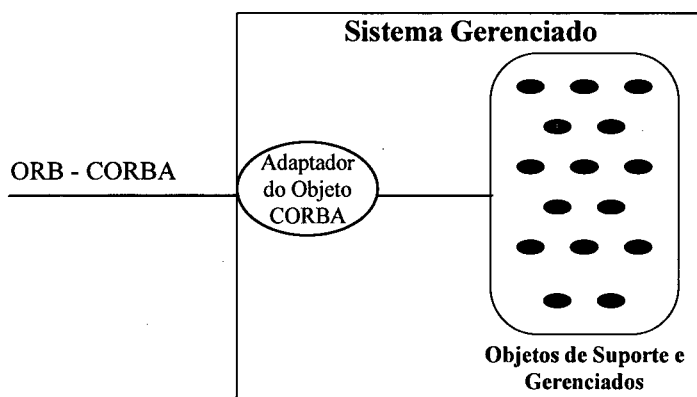 Sistema Gerenciado
ORB - CORBA
Adaptador
do Objeto
CORBA
Objetos de Suporte e
Gerenciados